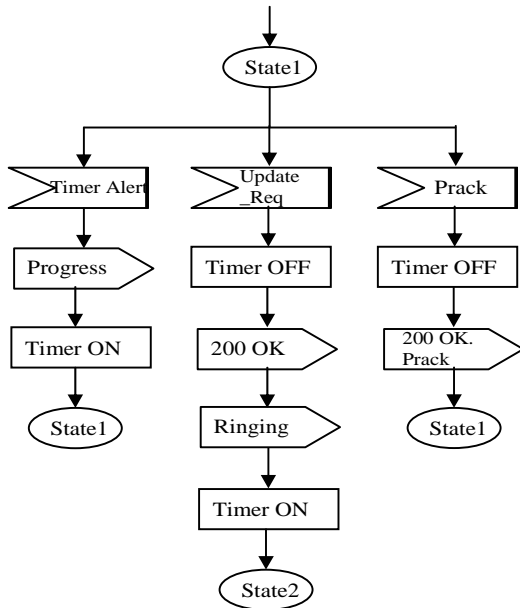 State1
Timer Alert
Progress
Timer ON
State1
Update
_Req
Timer OFF
200 OK
Ringing
Timer ON
State2
Prack
Timer OFF
200 OK.
Prack
State1